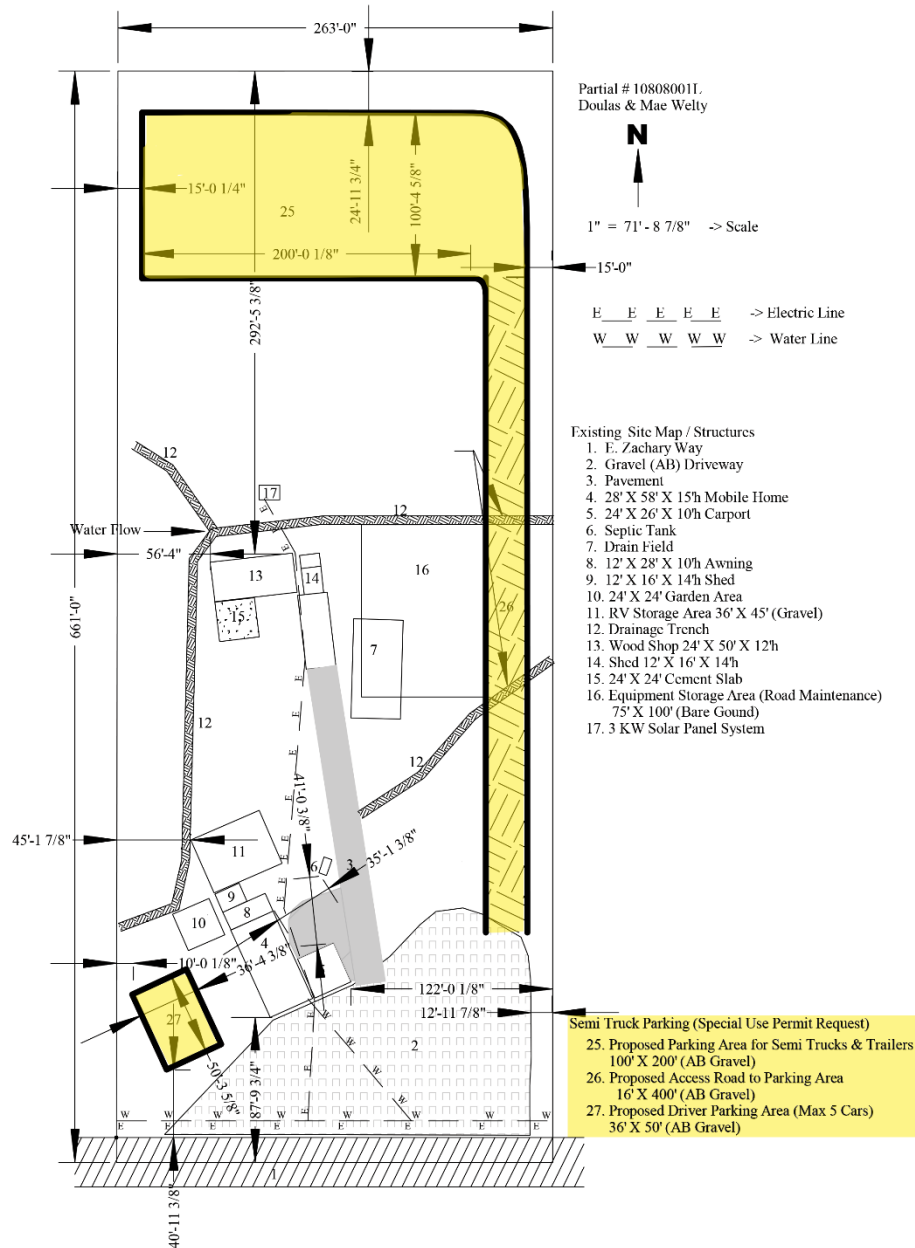 263'-0"
Partial # 10808001L
Doulas & Mae Welty
N
1" = 71' - 8 7/8" -> Scale
15'-0 1/4"
24'-11 3/4"
100'-4 5/8"
25
200'-0 1/8"
15'-0"
292'-5 3/8"
E E E E E -> Electric Line
W W W W W -> Water Line
Existing Site Map / Structures
1. E. Zachary Way
2. Gravel (AB) Driveway
3. Pavement
4. 28' X 58' X 15'h Mobile Home
5. 24' X 26' X 10'h Carport
6. Septic Tank
7. Drain Field
8. 12' X 28' X 10'h Awning
9. 12' X 16' X 14'h Shed
10. 24' X 24' Garden Area
11. RV Storage Area 36' X 45' (Gravel)
12. Drainage Trench
13. Wood Shop 24' X 50' X 12'h
14. Shed 12' X 16' X 14'h
15. 24' X 24' Cement Slab
16. Equipment Storage Area (Road Maintenance)
75' X 100' (Bare Gound)
17. 3 KW Solar Panel System
12
17
E
12
Water Flow
E
56'-4"
13
14
16
15
26
661'-0"
7
E
12
E
E
12
41'-0 3/8"
E
E
45'-1 7/8"
11
E
6
3
35'-1 3/8"
9
8
10
4
10'-0 1/8"
36'-4 3/8"
122'-0 1/8"
12'-11 7/8"
27
W
2
50'-3 5/8"
87'-9 3/4"
W
W
W
W
E
W W W W W W W
E E E E E E
1
40'-11 3/8"
Semi Truck Parking (Special Use Permit Request)
25. Proposed Parking Area for Semi Trucks & Trailers
100' X 200' (AB Gravel)
26. Proposed Access Road to Parking Area
16' X 400' (AB Gravel)
27. Proposed Driver Parking Area (Max 5 Cars)
36' X 50' (AB Gravel)